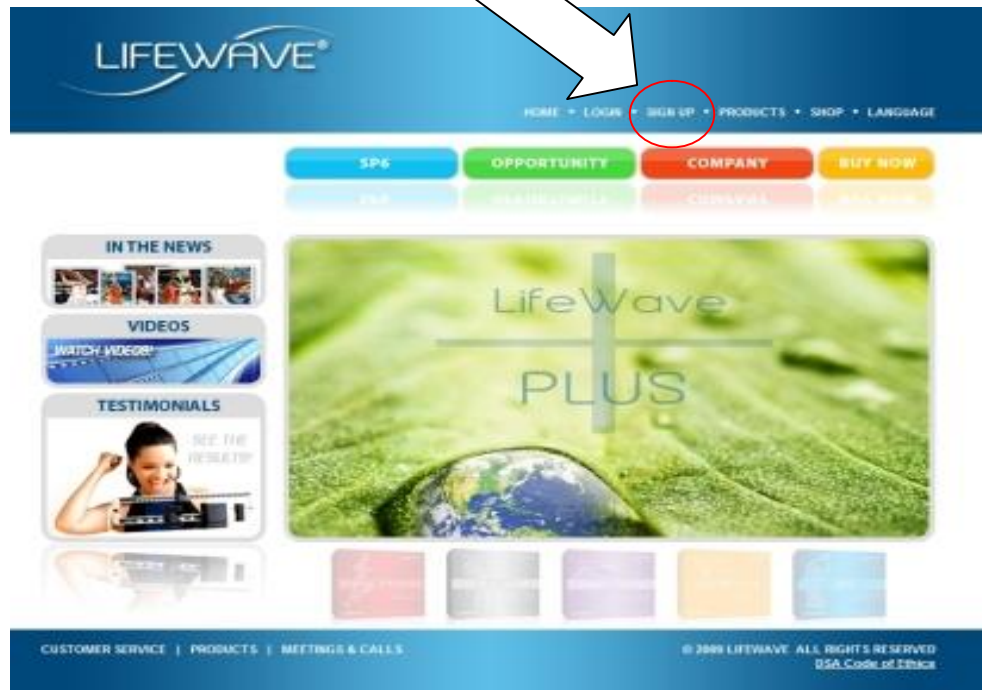 LIFEWAVE®
HOME • LOGIN • SIGN UP • PRODUCTS • SHOP • LANGUAGE
SP6 OPPORTUNITY COMPANY BUY NOW
IN THE NEWS
VIDEOS
WATCH VIDEOS!
TESTIMONIALS
SEE THE
RESULTS!
LifeWave
PLUS
CUSTOMER SERVICE | PRODUCTS | MEETINGS & CALLS
© 2009 LIFEWAVE ALL RIGHTS RESERVED
DSA Code of Ethics